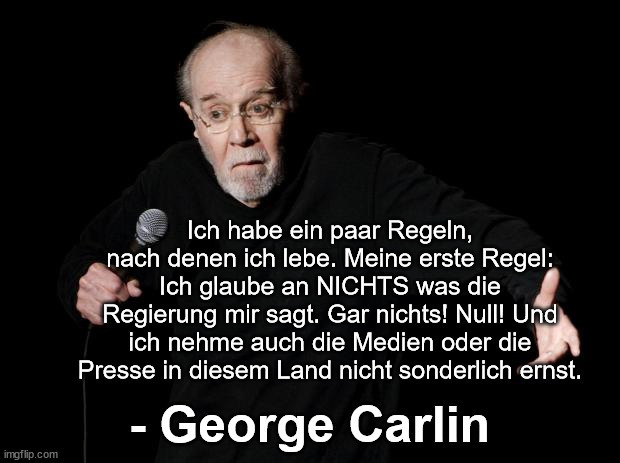 Ich habe ein paar Regeln,
nach denen ich lebe. Meine erste Regel:
Ich glaube an NICHTS was die
Regierung mir sagt. Gar nichts! Null! Und
ich nehme auch die Medien oder die
Presse in diesem Land nicht sonderlich ernst.
- George Carlin
imgflip.com